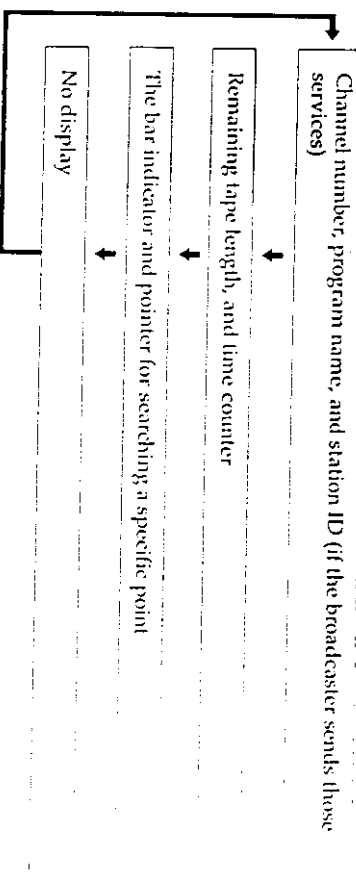 Channel number, program name, and station ID (if the broadcaster sends those
services)
Remaining tape length, and time counter
The bar indicator and pointer for searching a specific point
No display